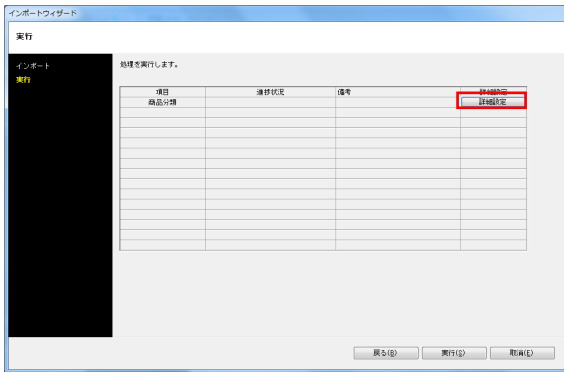 インポートウィザード
実行
インポート
実行
処理を実行します。
項目 進捗状況 備考 詳細設定
商品分類 詳細設定
戻る(B) 実行(S) 取消(E)